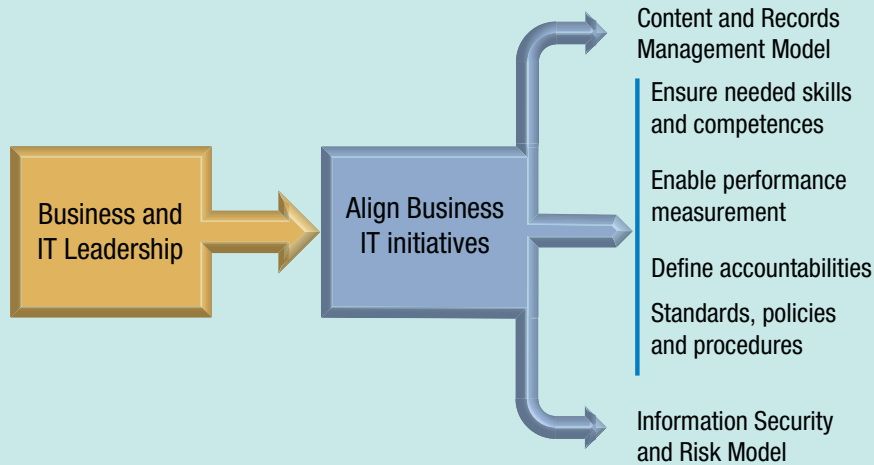 Business and
IT Leadership
Align Business
IT initiatives
Content and Records
Management Model
Ensure needed skills
and competences
Enable performance
measurement
Define accountabilities
Standards, policies
and procedures
Information Security
and Risk Model